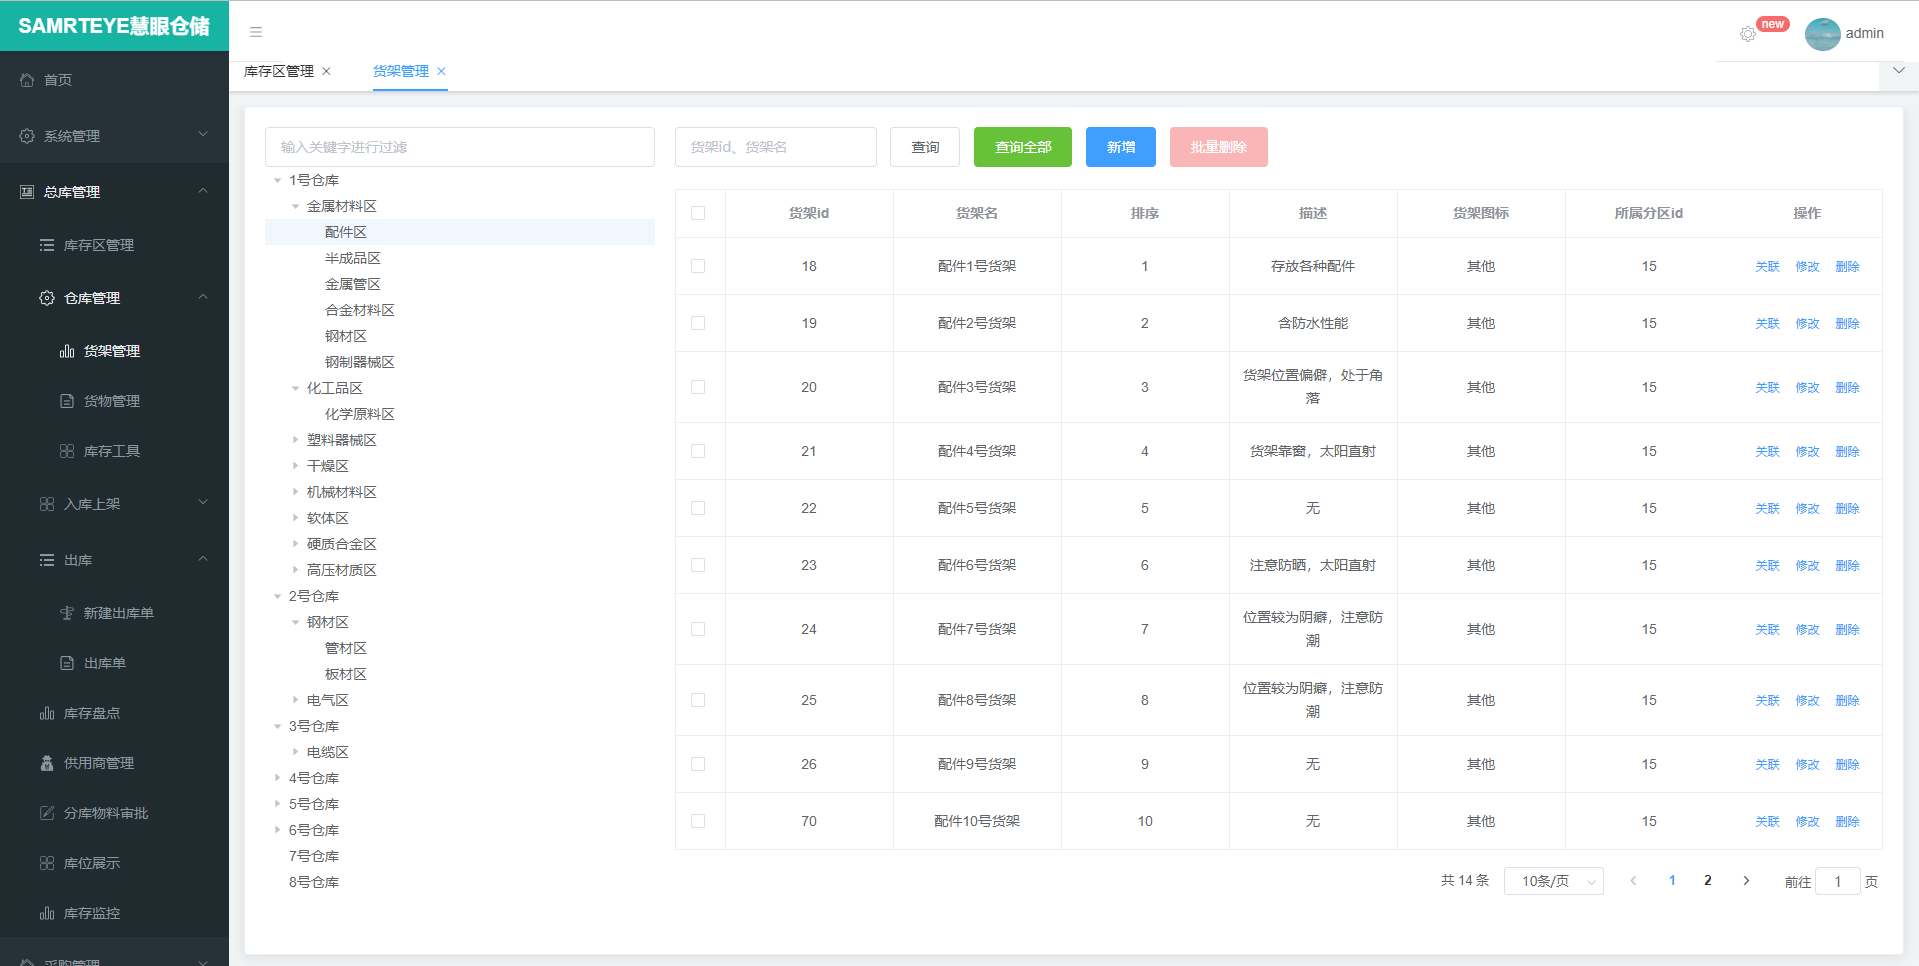 SAMRTEYE慧眼仓储
new
admin
首页
系统管理
总库管理
库存区管理
仓库管理
货架管理
货物管理
库存工具
入库上架
出库
新建出库单
出库单
库存盘点
供用商管理
分库物料审批
库位展示
库存监控
采购管理
库存区管理
货架管理
输入关键字进行过滤
1号仓库
金属材料区
配件区
半成品区
金属管区
合金材料区
钢材区
钢制器械区
化工品区
化学原料区
塑料器械区
干燥区
机械材料区
软体区
硬质合金区
高压材质区
2号仓库
钢材区
管材区
板材区
电气区
3号仓库
电缆区
4号仓库
5号仓库
6号仓库
7号仓库
8号仓库
货架id、货架名 查询 查询全部 新增 批量删除
货架id 货架名 排序 描述 货架图标 所属分区id 操作
18 配件1号货架 1 存放各种配件 其他 15 关联 修改 删除
19 配件2号货架 2 含防水性能 其他 15 关联 修改 删除
20 配件3号货架 3 货架位置偏僻，处于角
落 其他 15 关联 修改 删除
21 配件4号货架 4 货架靠窗，太阳直射 其他 15 关联 修改 删除
22 配件5号货架 5 无 其他 15 关联 修改 删除
23 配件6号货架 6 注意防晒，太阳直射 其他 15 关联 修改 删除
24 配件7号货架 7 位置较为阴癖，注意防
潮 其他 15 关联 修改 删除
25 配件8号货架 8 位置较为阴癖，注意防
潮 其他 15 关联 修改 删除
26 配件9号货架 9 无 其他 15 关联 修改 删除
70 配件10号货架 10 无 其他 15 关联 修改 删除
共 14 条 10条/页 1 2 前往 1 页